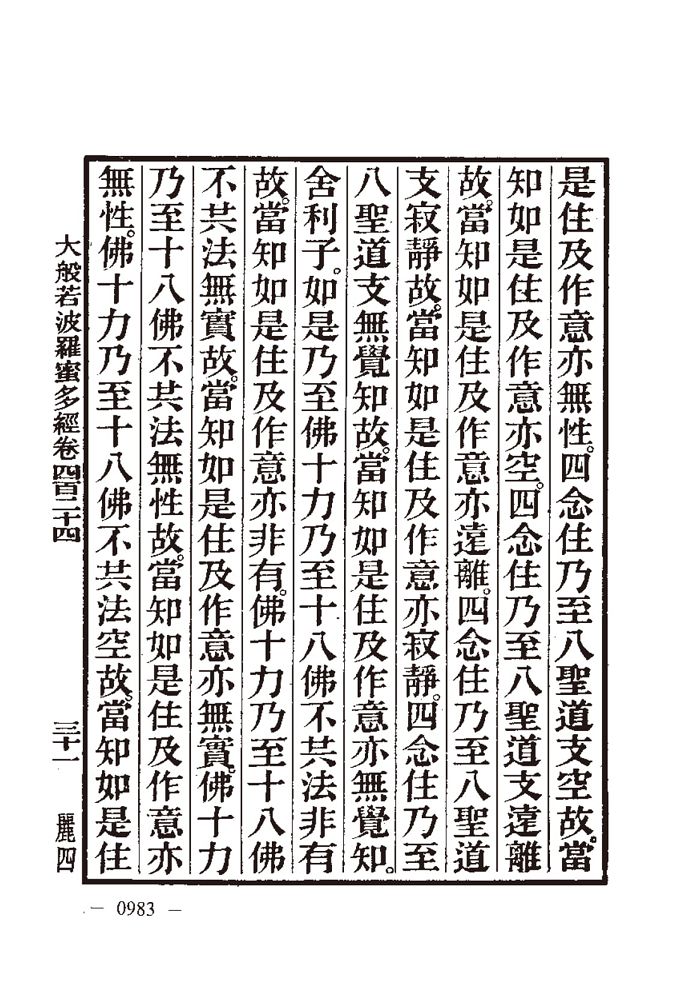 是住及作意亦無性。四念住乃至八聖道支空故。當
知如是住及作意亦空。四念住乃至八聖道支遠離
故。當知如是住及作意亦遠離。四念住乃至八聖道
支寂靜故。當知如是住及作意亦寂靜。四念住乃至
八聖道支無覺知故。當知如是住及作意亦無覺知。
舍利子。如是乃至佛十力乃至十八佛不共法非有
故。當知如是住及作意亦非有。佛十力乃至十八佛
不共法無實故。當知如是住及作意亦無實。佛十力
乃至十八佛不共法無性故。當知如是住及作意亦
無性。佛十力乃至十八佛不共法空故。當知如是住
大般若波羅蜜多經卷四百二十四 三十一 麗四
— 0983 —